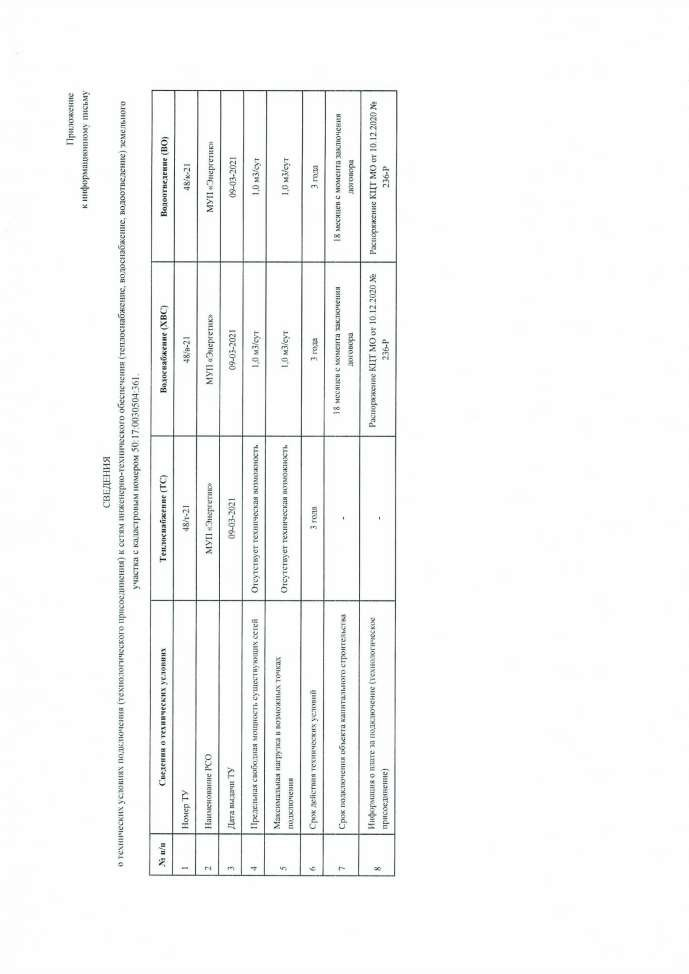 Приложение
к информационному письму
СВЕДЕНИЯ
о технических условиях подключения (технологического присоединения) к сетям инженерно-технического обеспечения (теплоснабжение, водоснабжение, водоотведение) земельного
участка с кадастровым номером 50:17:0030504:361.
№ п/п Сведения о технических условиях Теплоснабжение (ТС) Водоснабжение (ХВС) Водоотведение (ВО)
1 Номер ТУ 48/т-21 48/в-21 48/к-21
2 Наименование РСО МУП «Энергетик» МУП «Энергетик» МУП «Энергетик»
3 Дата выдачи ТУ 09-03-2021 09-03-2021 09-03-2021
4 Предельная свободная мощность существующих сетей Отсутствует техническая возможность 1,0 м3/сут 1,0 м3/сут
5 Максимальная нагрузка в возможных точках
подключения Отсутствует техническая возможность 1,0 м3/сут 1,0 м3/сут
6 Срок действия технических условий 3 года 3 года 3 года
7 Срок подключения объекта капитального строительства - 18 месяцев с момента заключения
договора 18 месяцев с момента заключения
договора
8 Информация о плате за подключение (технологическое
присоединение) - Распоряжение КЦТ МО от 10.12.2020 №
236-Р Распоряжение КЦТ МО от 10.12.2020 №
236-Р